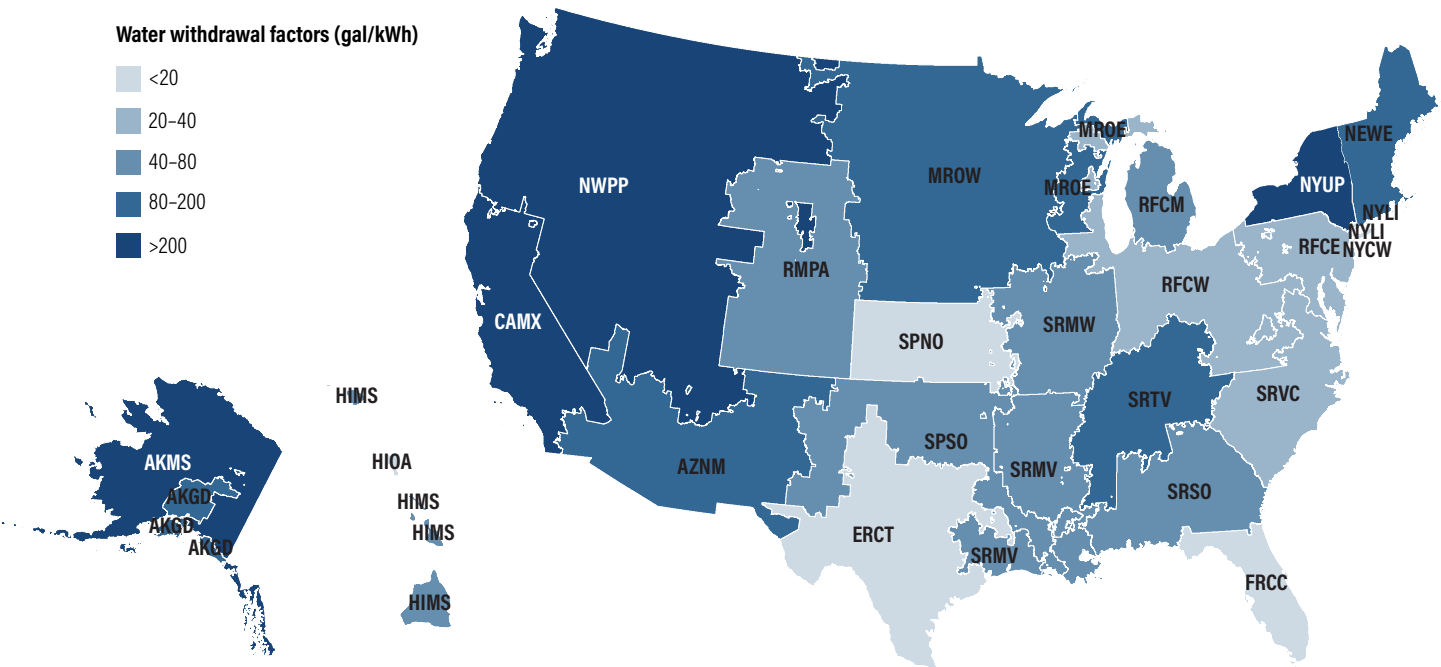 Water withdrawal factors (gal/kWh)
<20
20–40
40–80
80–200
>200
MROE
NEWE
NWPP
MROW
MROE
NYUP
RFCM
NYLI
NYLI
RFCE
NYCW
RMPA
RFCW
CAMX
SRMW
SPNO
HIMS
SRTV
SRVC
SPSO
AKMS
HIOA
AZNM
SRMV
AKGD
SRSO
HIMS
AKGD
HIMS
ERCT
AKGD
SRMV
FRCC
HIMS